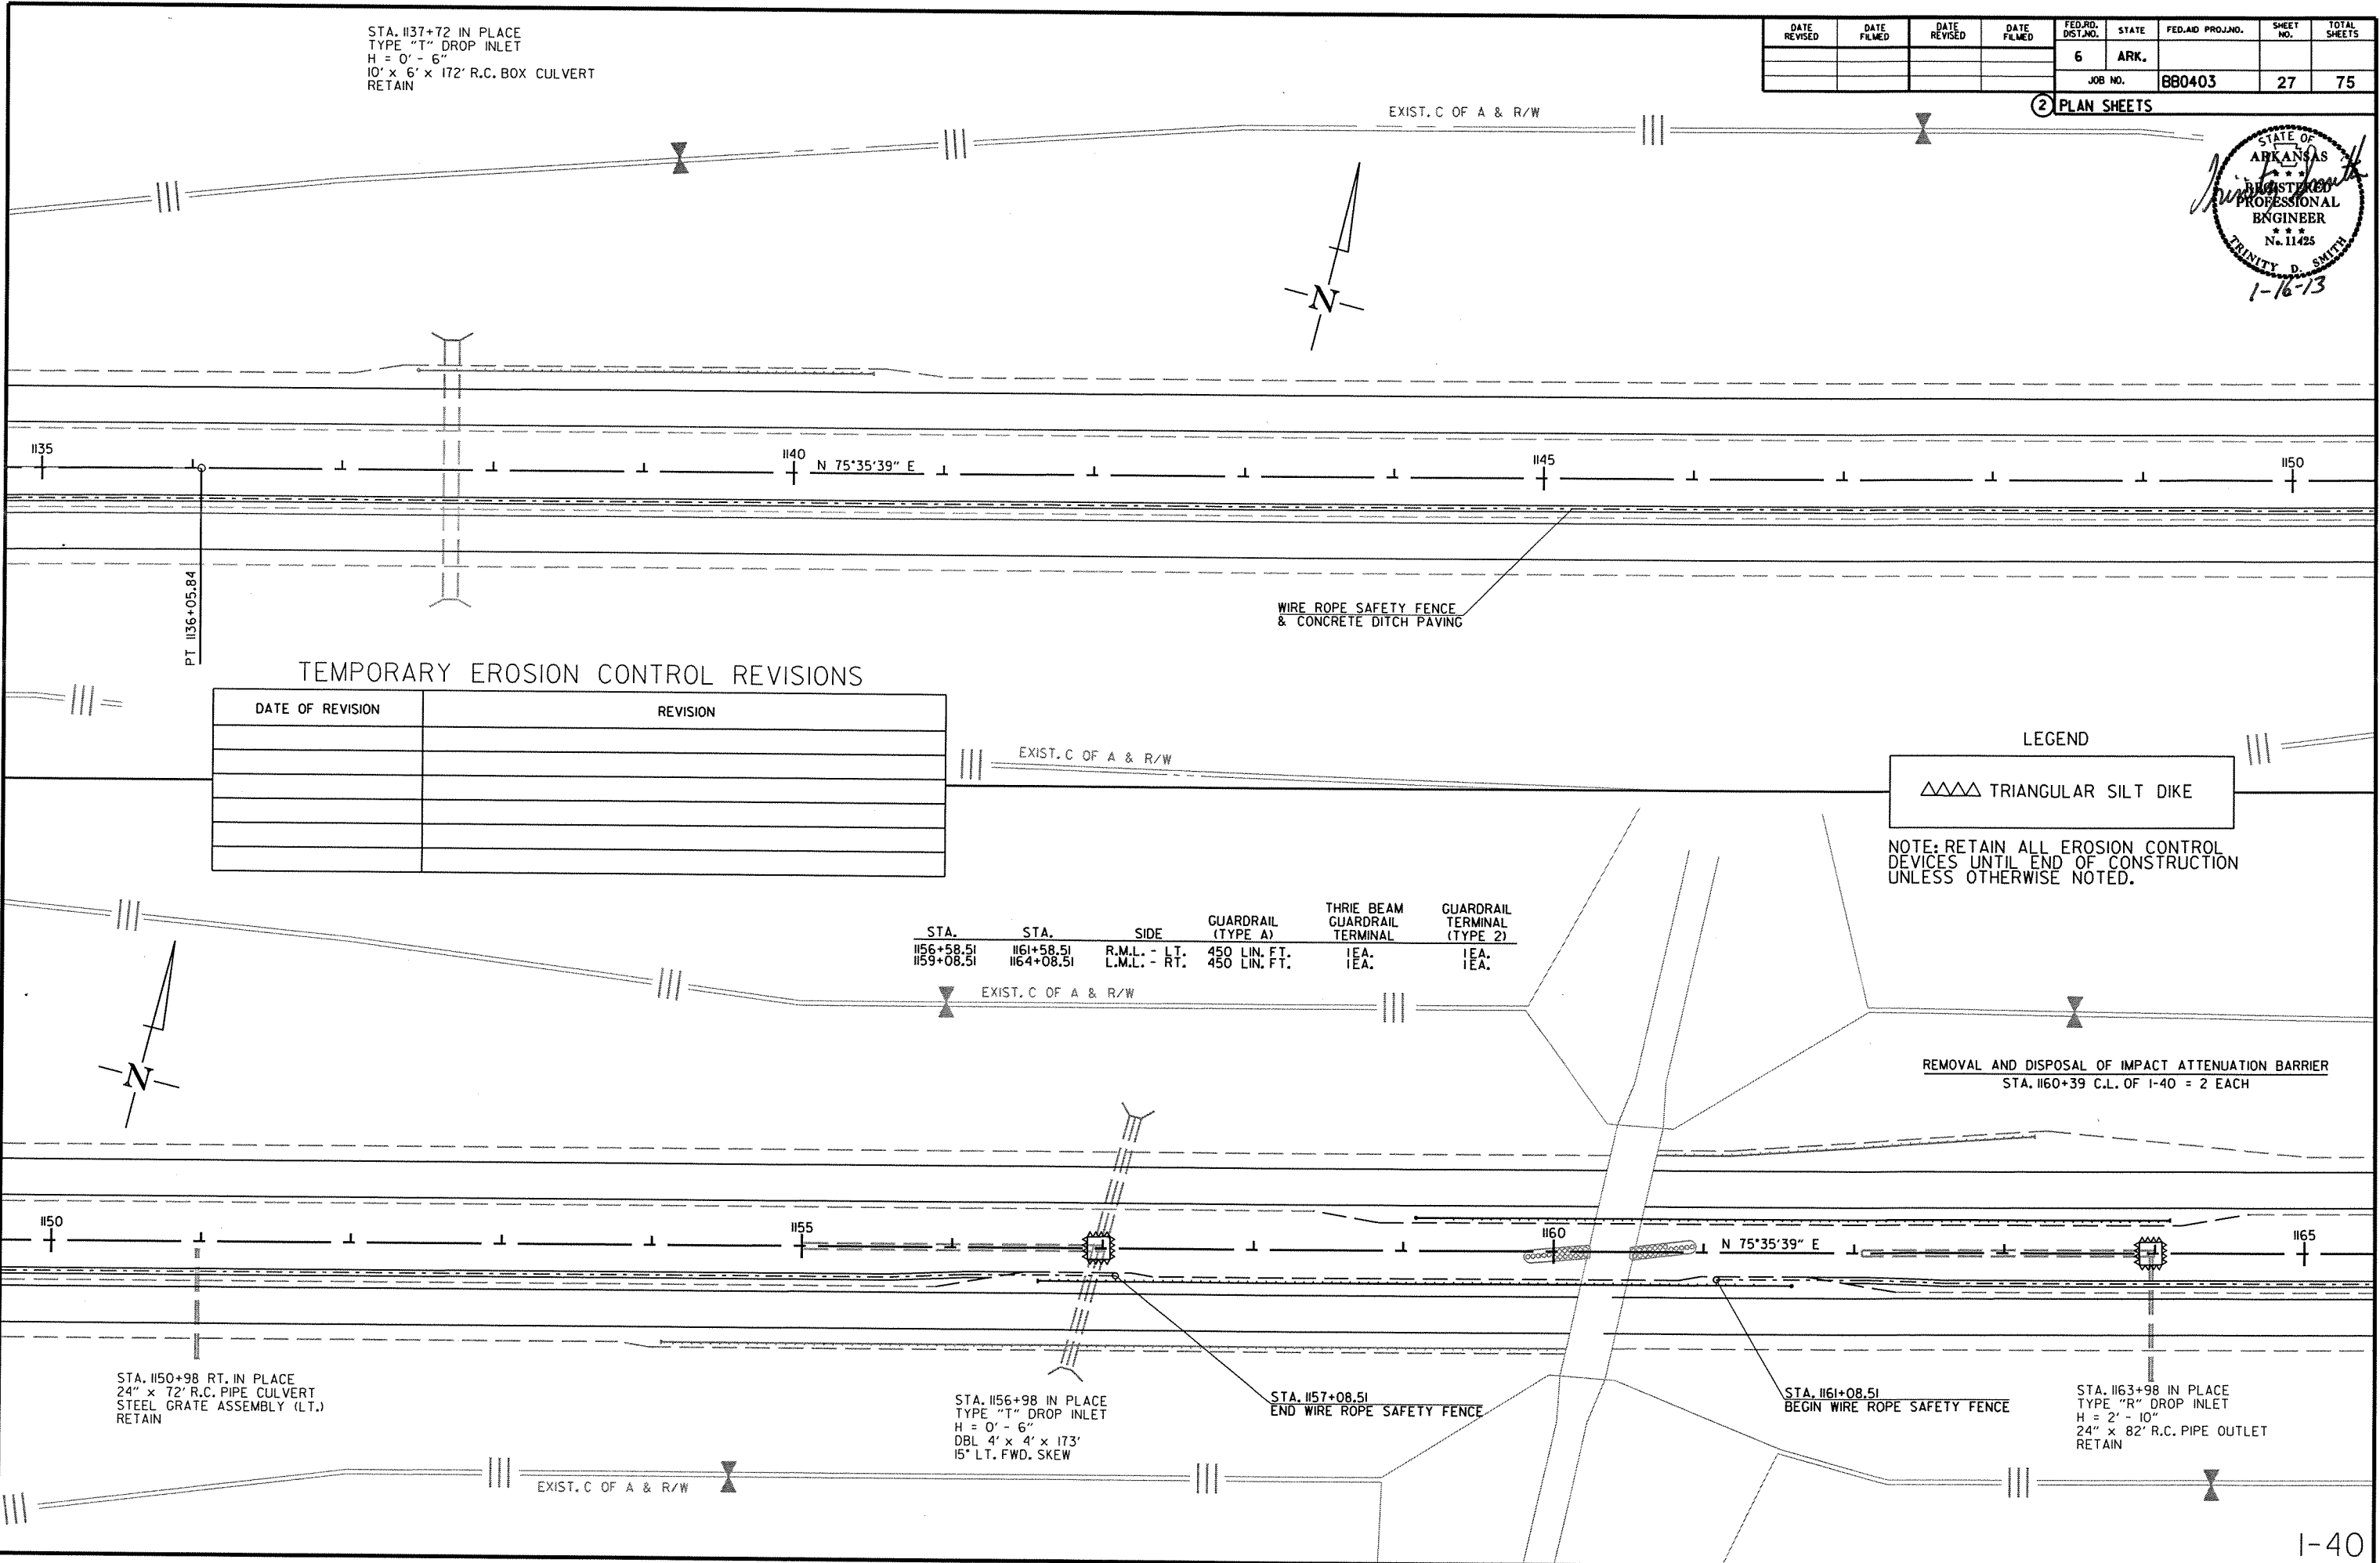 STA. 1137+72 IN PLACE
TYPE "T" DROP INLET
H = 0' - 6"
10' x 6' x 172' R.C. BOX CULVERT
RETAIN
DATE REVISED
DATE FILMED
DATE REVISED
DATE FILMED
FED.RD. DIST.NO.
STATE
FED.AID PROJ.NO.
SHEET NO.
TOTAL SHEETS
6 ARK.
JOB NO. BB0403 27 75
2 PLAN SHEETS
STATE OF
ARKANSAS
★ ★ ★
REGISTERED
PROFESSIONAL
ENGINEER
★ ★ ★
No. 11425
TRINITY D. SMITH
Trinity Smith
1-16-13
EXIST. C OF A & R/W
N
1135
1140
N 75°35'39" E
1145
1150
PT 1136+05.84
WIRE ROPE SAFETY FENCE
& CONCRETE DITCH PAVING
TEMPORARY EROSION CONTROL REVISIONS
DATE OF REVISION REVISION
EXIST. C OF A & R/W
LEGEND
TRIANGULAR SILT DIKE
NOTE: RETAIN ALL EROSION CONTROL
DEVICES UNTIL END OF CONSTRUCTION
UNLESS OTHERWISE NOTED.
STA. STA. SIDE GUARDRAIL (TYPE A) THRIE BEAM GUARDRAIL TERMINAL GUARDRAIL TERMINAL (TYPE 2)
1156+58.51 1161+58.51 R.M.L. - LT. 450 LIN. FT. 1 EA. 1 EA.
1159+08.51 1164+08.51 L.M.L. - RT. 450 LIN. FT. 1 EA. 1 EA.
EXIST. C OF A & R/W
N
REMOVAL AND DISPOSAL OF IMPACT ATTENUATION BARRIER
STA. 1160+39 C.L. OF I-40 = 2 EACH
1150
1155
1160
N 75°35'39" E
1165
STA. 1150+98 RT. IN PLACE
24" x 72' R.C. PIPE CULVERT
STEEL GRATE ASSEMBLY (LT.)
RETAIN
STA. 1156+98 IN PLACE
TYPE "T" DROP INLET
H = 0' - 6"
DBL 4' x 4' x 173'
15° LT. FWD. SKEW
STA. 1157+08.51
END WIRE ROPE SAFETY FENCE
STA. 1161+08.51
BEGIN WIRE ROPE SAFETY FENCE
STA. 1163+98 IN PLACE
TYPE "R" DROP INLET
H = 2' - 10"
24" x 82' R.C. PIPE OUTLET
RETAIN
EXIST. C OF A & R/W
I-40